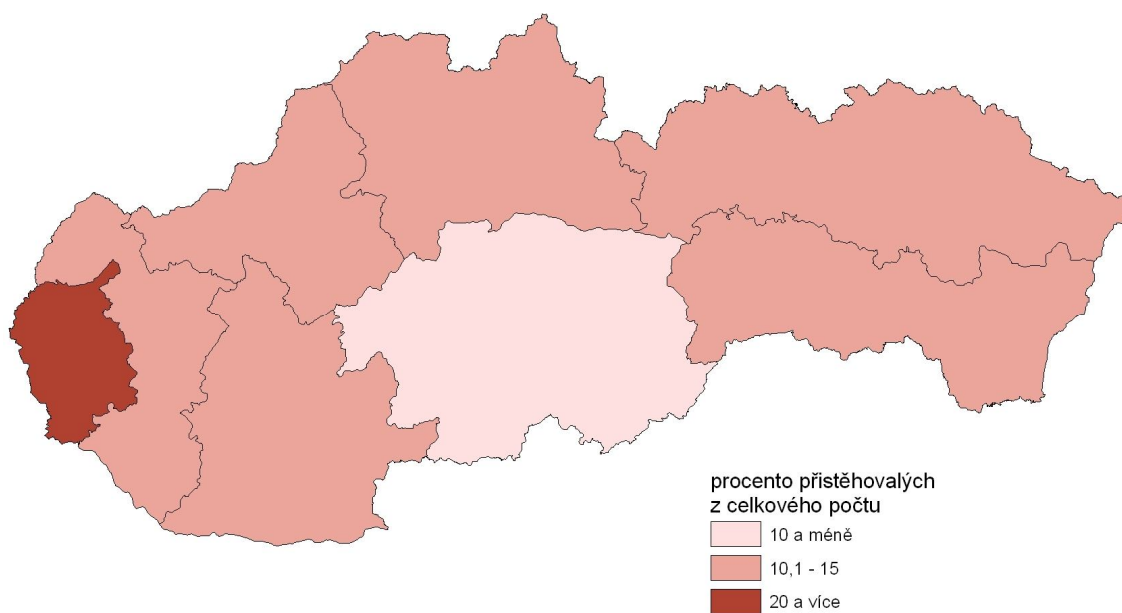 procento přistěhovalých
z celkového počtu
10 a méně
10,1 - 15
20 a více